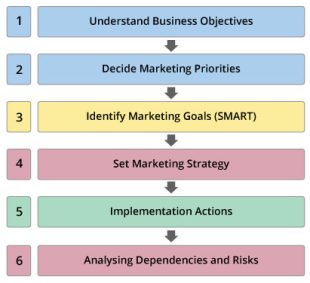 1 Understand Business Objectives
2 Decide Marketing Priorities
3 Identify Marketing Goals (SMART)
4 Set Marketing Strategy
5 Implementation Actions
6 Analysing Dependencies and Risks